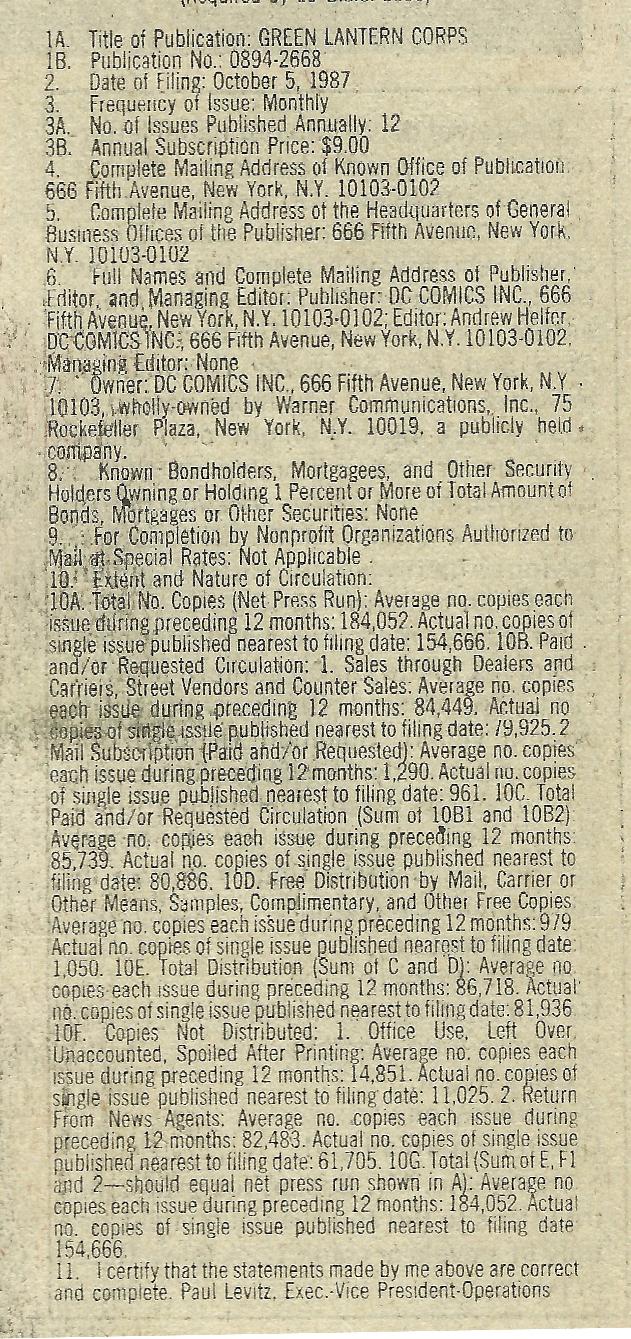 1A. Title of Publication: GREEN LANTERN CORPS
1B. Publication No.: 0894-2668
2. Date of Filing: October 5, 1987
3. Frequency of Issue: Monthly
3A. No. of Issues Published Annually: 12
3B. Annual Subscription Price: $9.00
4. Complete Mailing Address of Known Office of Publication:
666 Fifth Avenue, New York, N.Y. 10103-0102
5. Complete Mailing Address of the Headquarters of General
Business Offices of the Publisher: 666 Fifth Avenue, New York,
N.Y. 10103-0102
6. Full Names and Complete Mailing Address of Publisher,
Editor, and Managing Editor: Publisher: DC COMICS INC., 666
Fifth Avenue, New York, N.Y. 10103-0102; Editor: Andrew Helfer,
DC COMICS INC., 666 Fifth Avenue, New York, N.Y. 10103-0102,
Managing Editor: None
7. Owner: DC COMICS INC., 666 Fifth Avenue, New York, N.Y.
10103, wholly-owned by Warner Communications, Inc., 75
Rockefeller Plaza, New York, N.Y. 10019, a publicly held
company.
8. Known Bondholders, Mortgagees, and Other Security
Holders Owning or Holding 1 Percent or More of Total Amount of
Bonds, Mortgages or Other Securities: None
9. For Completion by Nonprofit Organizations Authorized to
Mail at Special Rates: Not Applicable
10. Extent and Nature of Circulation:
10A. Total No. Copies (Net Press Run): Average no. copies each
issue during preceding 12 months: 184,052. Actual no. copies of
single issue published nearest to filing date: 154,666. 10B. Paid
and/or Requested Circulation: 1. Sales through Dealers and
Carriers, Street Vendors and Counter Sales: Average no. copies
each issue during preceding 12 months: 84,449. Actual no
copies of single issue published nearest to filing date: 79,925. 2
Mail Subscription (Paid and/or Requested): Average no. copies
each issue during preceding 12 months: 1,290. Actual no. copies
of single issue published nearest to filing date: 961. 10C. Total
Paid and/or Requested Circulation (Sum of 10B1 and 10B2)
Average no. copies each issue during preceding 12 months:
85,739. Actual no. copies of single issue published nearest to
filing date: 80,886. 10D. Free Distribution by Mail, Carrier or
Other Means, Samples, Complimentary, and Other Free Copies
Average no. copies each issue during preceding 12 months: 979
Actual no. copies of single issue published nearest to filing date:
1,050. 10E. Total Distribution (Sum of C and D): Average no
copies each issue during preceding 12 months: 86,718. Actual
no. copies of single issue published nearest to filing date: 81,936
10F. Copies Not Distributed: 1. Office Use, Left Over,
Unaccounted, Spoiled After Printing: Average no. copies each
issue during preceding 12 months: 14,851. Actual no. copies of
single issue published nearest to filing date: 11,025. 2. Return
From News Agents: Average no. copies each issue during
preceding 12 months: 82,483. Actual no. copies of single issue
published nearest to filing date: 61,705. 10G. Total (Sum of E, F1
and 2—should equal net press run shown in A): Average no
copies each issue during preceding 12 months: 184,052. Actual
no. copies of single issue published nearest to filing date
154,666.
11. I certify that the statements made by me above are correct
and complete. Paul Levitz, Exec.-Vice President-Operations